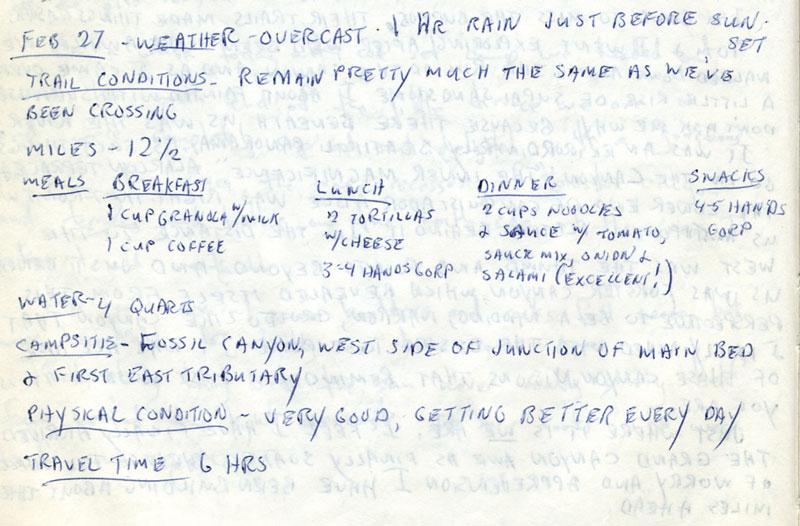 FEB 27 - WEATHER - OVERCAST. 1 HR RAIN JUST BEFORE SUN-
SET
TRAIL CONDITIONS - REMAIN PRETTY MUCH THE SAME AS WE'VE
BEEN CROSSING
MILES - 12 1/2
MEALS BREAKFAST LUNCH DINNER SNACKS
1 CUP GRANOLA W/MILK 2 TORTILLAS 2 CUPS NOODLES 4-5 HANDS
1 CUP COFFEE W/CHEESE & SAUCE W/ TOMATO, GORP
3-4 HANDS GORP SAUCE MIX, ONION &
SALAMI (EXCELLENT!)
WATER - 4 QUARTS
CAMPSITE - FOSSIL CANYON, WEST SIDE OF JUNCTION OF MAIN BED
& FIRST EAST TRIBUTARY
PHYSICAL CONDITION - VERY GOOD, GETTING BETTER EVERY DAY
TRAVEL TIME 6 HRS